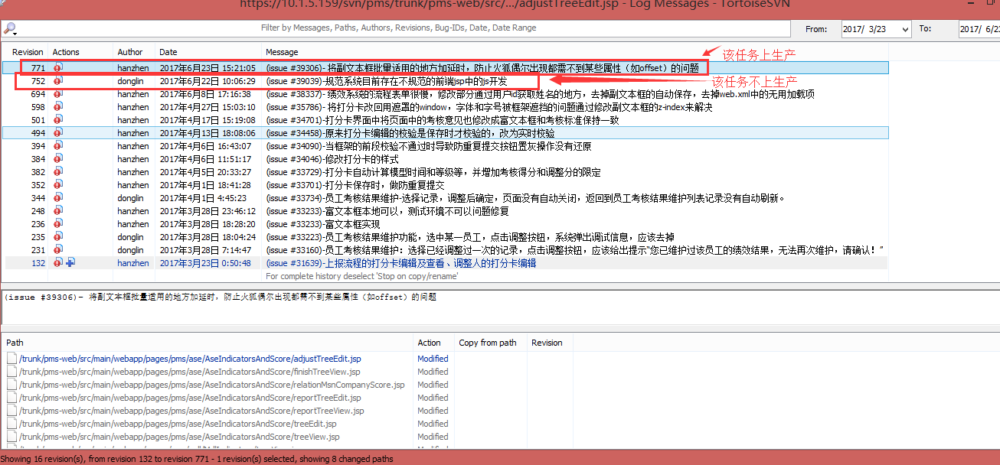 https://10.1.5.159/svn/pms/trunk/pms-web/src/.../adjustTreeEdit.jsp - Log Messages - TortoiseSVN
Filter by Messages, Paths, Authors, Revisions, Bug-IDs, Date, Date Range From: 2017/ 3/23 To: 2017/ 6/23
Revision Actions Author Date Message
该任务上生产
771 hanzhen 2017年6月23日 15:21:05 (issue #39306)- 将副文本框批量适用的地方加延时，防止火狐偶尔出现都需不到某些属性（如offset）的问题
752 donglin 2017年6月22日 10:06:29 (issue #39039)-规范系统目前存在不规范的前端jsp中的js开发 该任务不上生产
694 hanzhen 2017年6月8日 17:16:38 (issue #38337)- 绩效系统的流程表单很慢，修改部分通过用户id获取姓名的地方，去掉副文本框的自动保存，去掉web.xml中的无用加载项
598 hanzhen 2017年4月27日 15:03:10 (issue #35786)- 将打分卡改回用遮罩的window，字体和字号被框架遮挡的问题通过修改副文本框的z-index来解决
501 hanzhen 2017年4月17日 15:19:08 (issue #34701)-打分卡界面中将页面中的考核意见也修改成富文本框和考核标准保持一致
494 hanzhen 2017年4月13日 18:08:06 (issue #34458)-原来打分卡编辑的校验是保存时才校验的，改为实时校验
394 hanzhen 2017年4月6日 16:43:07 (issue #34090)-当框架的前段校验不通过时导致防重复提交按钮置灰操作没有还原
384 hanzhen 2017年4月6日 11:51:17 (issue #34046)-修改打分卡的样式
382 hanzhen 2017年4月5日 20:33:27 (issue #33729)-打分卡自动计算模型时间和等级等，并增加考核得分和调整分的限定
352 hanzhen 2017年4月1日 18:41:28 (issue #33701)-打分卡保存时，做防重复提交
344 donglin 2017年4月1日 4:45:23 (issue #33734)-员工考核结果维护-选择记录，调整后确定，页面没有自动关闭，返回到员工考核结果维护列表记录没有自动刷新。
248 hanzhen 2017年3月28日 23:46:12 (issue #33233)-富文本框本地可以，测试环境不可以问题修复
236 hanzhen 2017年3月28日 18:28:20 (issue #33233)-富文本框实现
235 donglin 2017年3月28日 18:04:24 (issue #33223)-员工考核结果维护功能，选中某一员工，点击调整按钮，系统弹出调试信息，应该去掉
231 donglin 2017年3月28日 7:14:47 (issue #33160)-员工考核结果维护：选择已经调整过一次的记录，点击调整按钮，应该给出提示“您已维护过该员工的绩效结果，无法再次维护，请确认！”
132 hanzhen 2017年3月23日 0:50:48 (issue #31639)-上报流程的打分卡编辑及查看、调整人的打分卡编辑
For complete history deselect 'Stop on copy/rename'
(issue #39306)- 将副文本框批量适用的地方加延时，防止火狐偶尔出现都需不到某些属性（如offset）的问题
Path Action Copy from path Revision
/trunk/pms-web/src/main/webapp/pages/pms/ase/AseIndicatorsAndScore/adjustTreeEdit.jsp Modified
/trunk/pms-web/src/main/webapp/pages/pms/ase/AseIndicatorsAndScore/finishTreeView.jsp Modified
/trunk/pms-web/src/main/webapp/pages/pms/ase/AseIndicatorsAndScore/relationMsnCompanyScore.jsp Modified
/trunk/pms-web/src/main/webapp/pages/pms/ase/AseIndicatorsAndScore/reportTreeEdit.jsp Modified
/trunk/pms-web/src/main/webapp/pages/pms/ase/AseIndicatorsAndScore/reportTreeView.jsp Modified
/trunk/pms-web/src/main/webapp/pages/pms/ase/AseIndicatorsAndScore/treeEdit.jsp Modified
/trunk/pms-web/src/main/webapp/pages/pms/ase/AseIndicatorsAndScore/treeView.jsp Modified
Showing 16 revision(s), from revision 132 to revision 771 - 1 revision(s) selected, showing 8 changed paths